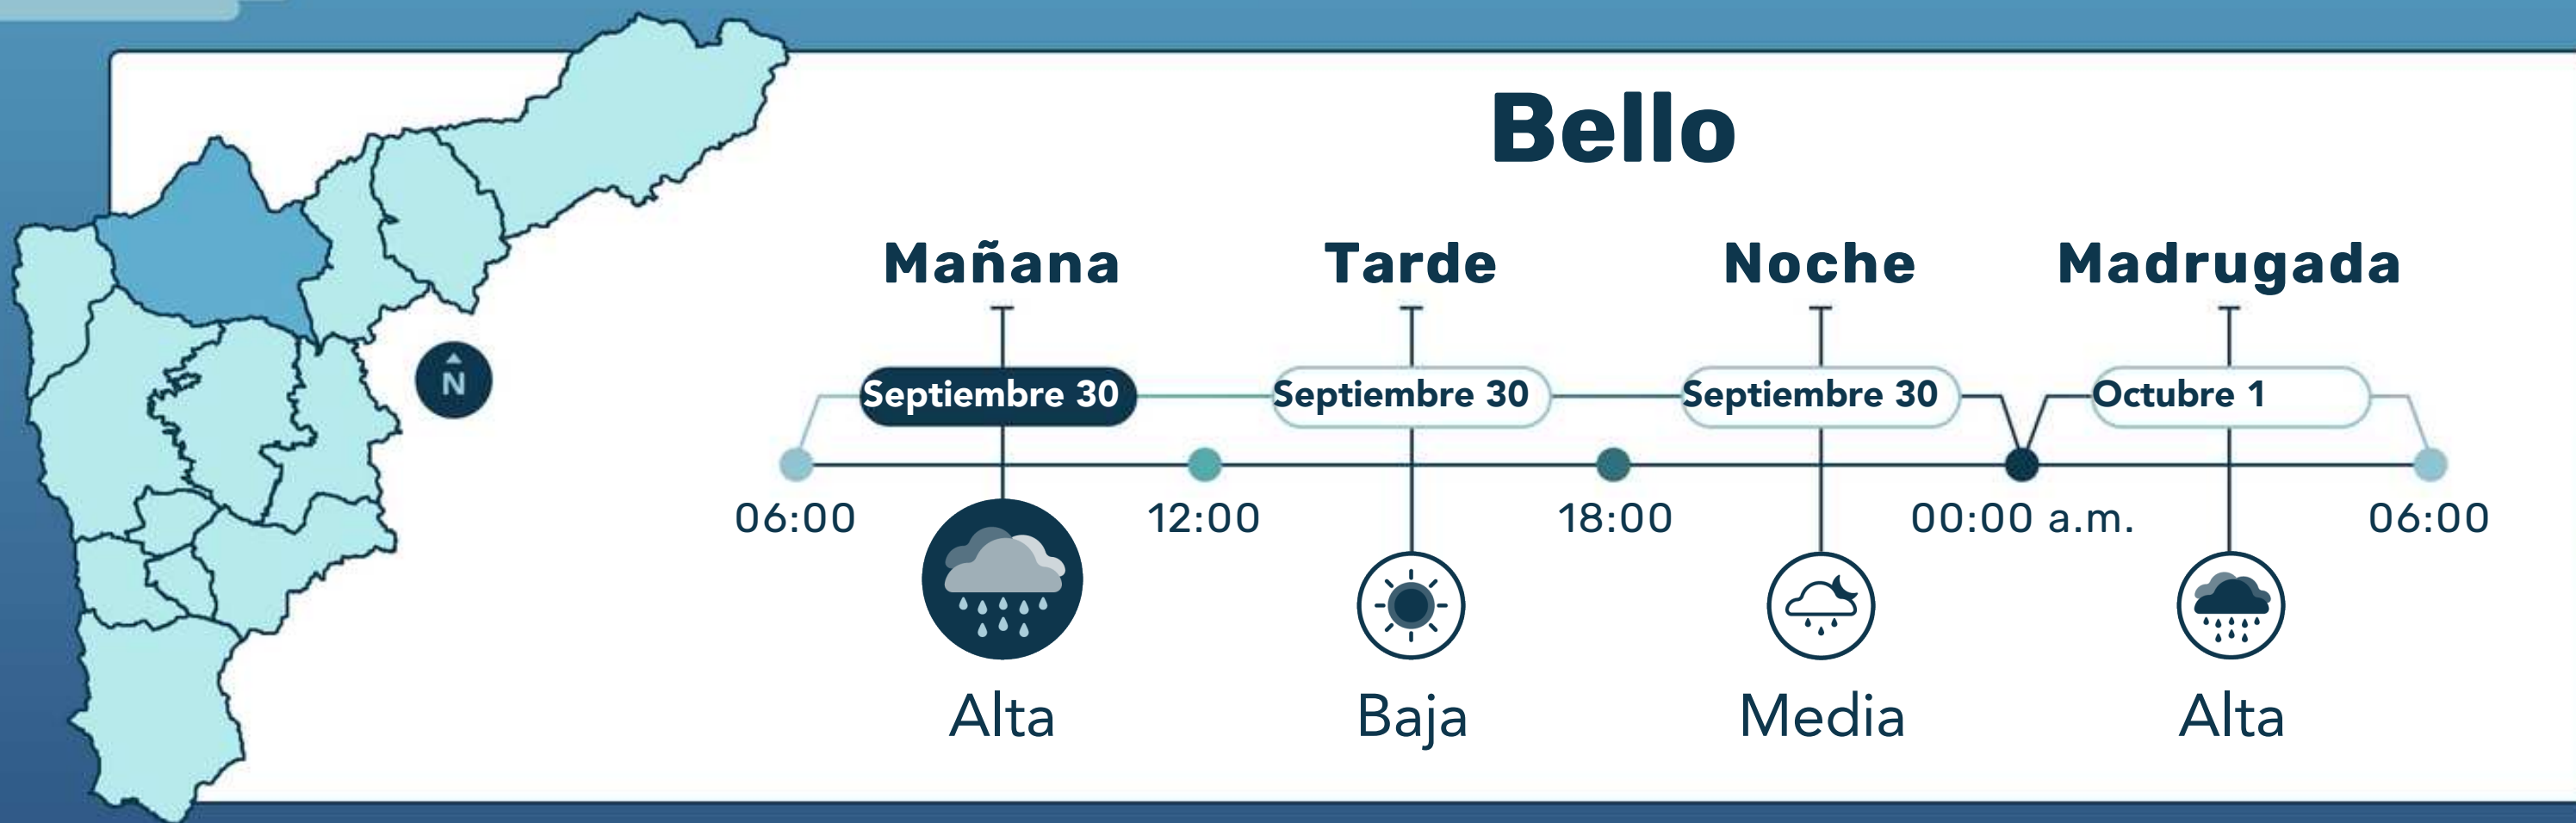 Bello
Mañana Tarde Noche Madrugada
N
Septiembre 30 Septiembre 30 Septiembre 30 Octubre 1
06:00 12:00 18:00 00:00 a.m. 06:00
Alta Baja Media Alta